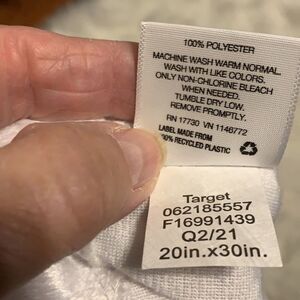 100% POLYESTER
MACHINE WASH WARM NORMAL.
WASH WITH LIKE COLORS.
ONLY NON-CHLORINE BLEACH
WHEN NEEDED.
TUMBLE DRY LOW.
REMOVE PROMPTLY.
RN 17730 VN 1146772
LABEL MADE FROM
100% RECYCLED PLASTIC
Target
062185557
F16991439
Q2/21
20in.x30in.